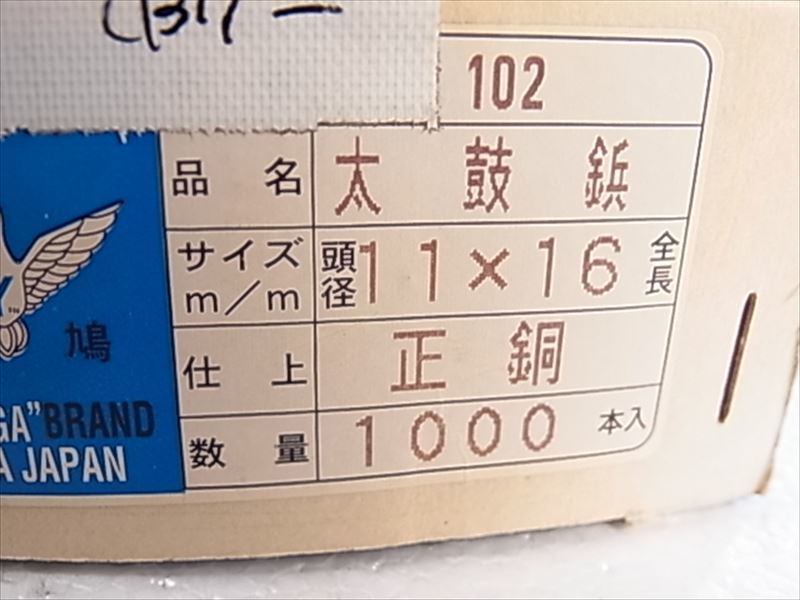 102
品名 太鼓鋲
サイズ m/m 頭径 11×16 全長
仕上 正銅
数量 1000 本入
鳩
GA" BRAND
A JAPAN